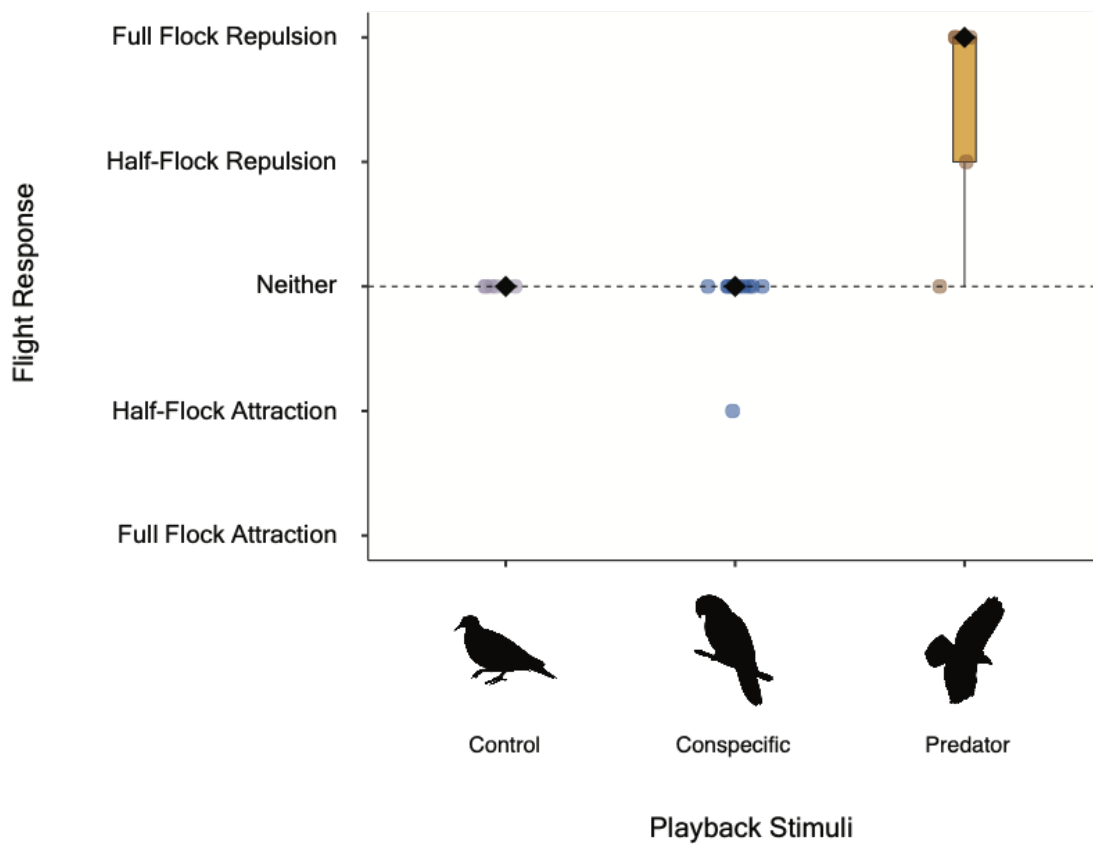 Full Flock Repulsion
Half-Flock Repulsion
Neither
Half-Flock Attraction
Full Flock Attraction
Flight Response
Control
Conspecific
Predator
Playback Stimuli